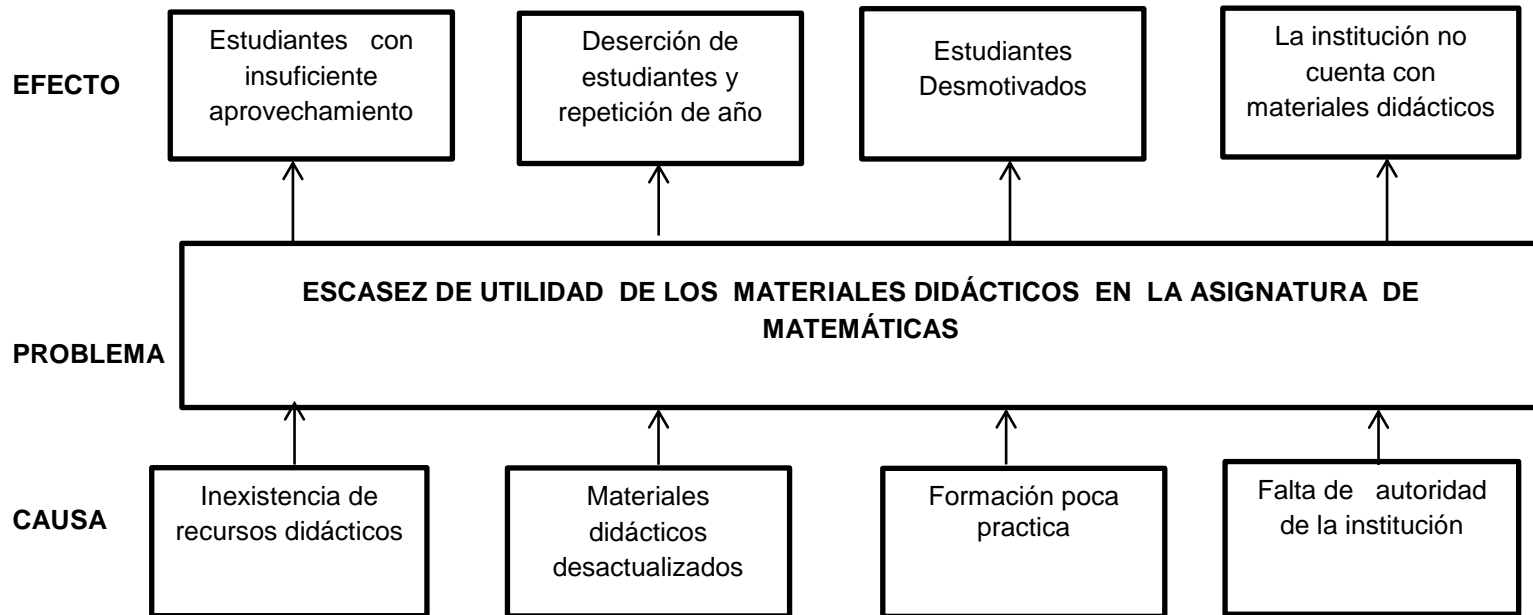 EFECTO
Estudiantes con
insuficiente
aprovechamiento
Deserción de
estudiantes y
repetición de año
Estudiantes
Desmotivados
La institución no
cuenta con
materiales didácticos
PROBLEMA
ESCASEZ DE UTILIDAD DE LOS MATERIALES DIDÁCTICOS EN LA ASIGNATURA DE
MATEMÁTICAS
CAUSA
Inexistencia de
recursos didácticos
Materiales
didácticos
desactualizados
Formación poca
practica
Falta de autoridad
de la institución